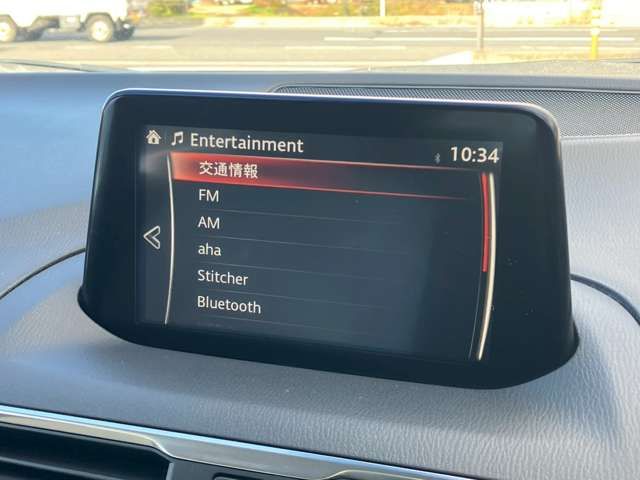 Entertainment
10:34
交通情報
FM
AM
aha
Stitcher
Bluetooth